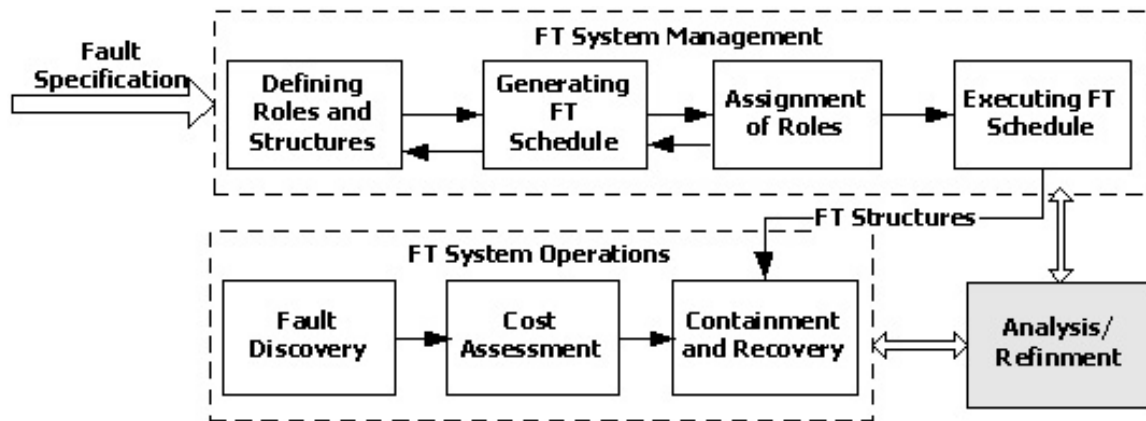 FT System Management
Fault
Specification
Defining
Roles and
Structures
Generating
FT
Schedule
Assignment
of Roles
Executing FT
Schedule
FT Structures
FT System Operations
Fault
Discovery
Cost
Assessment
Containment
and Recovery
Analysis/
Refinment